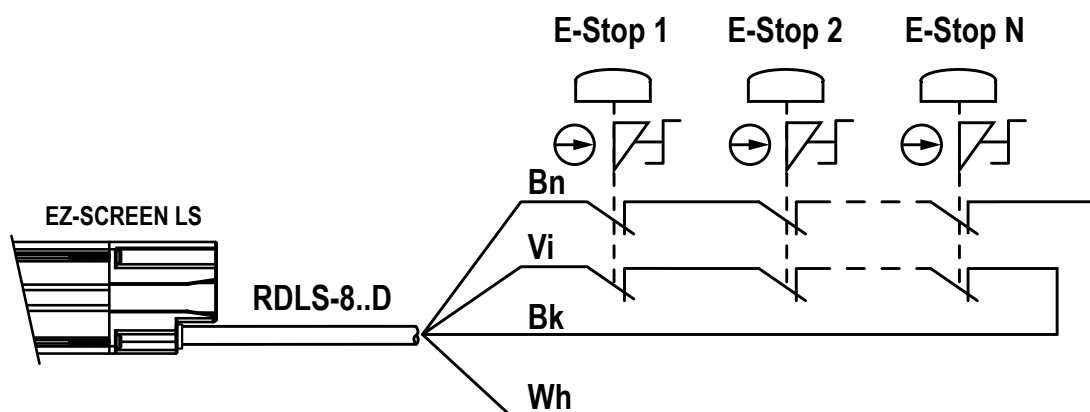 E-Stop 1 E-Stop 2 E-Stop N
Bn
EZ-SCREEN LS
Vi
RDLS-8..D
Bk
Wh